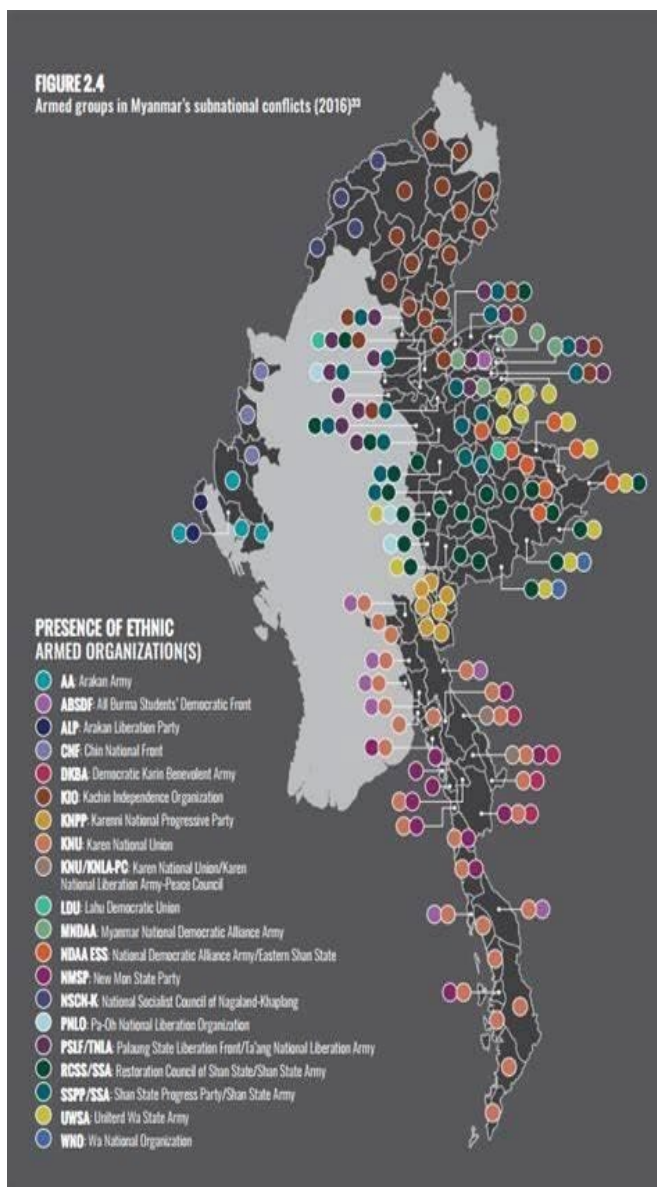 FIGURE 2.4
Armed groups in Myanmar's subnational conflicts (2016)³³
PRESENCE OF ETHNIC
ARMED ORGANIZATION(S)
AA: Arakan Army
ABSDF: All Burma Students' Democratic Front
ALP: Arakan Liberation Party
CNF: Chin National Front
DKBA: Democratic Karin Benevolent Army
KIO: Kachin Independence Organization
KNPP: Karenni National Progressive Party
KNU: Karen National Union
KNU/KNLA-PC: Karen National Union/Karen
National Liberation Army-Peace Council
LDU: Lahu Democratic Union
MNDAA: Myanmar National Democratic Alliance Army
NDAA ESS: National Democratic Alliance Army/Eastern Shan State
NMSP: New Mon State Party
NSCN-K: National Socialist Council of Nagaland-Khaplang
PNLO: Pa-Oh National Liberation Organization
PSLF/TNLA: Palaung State Liberation Front/Ta'ang National Liberation Army
RCSS/SSA: Restoration Council of Shan State/Shan State Army
SSPP/SSA: Shan State Progress Party/Shan State Army
UWSA: Uniterd Wa State Army
WNO: Wa National Organization